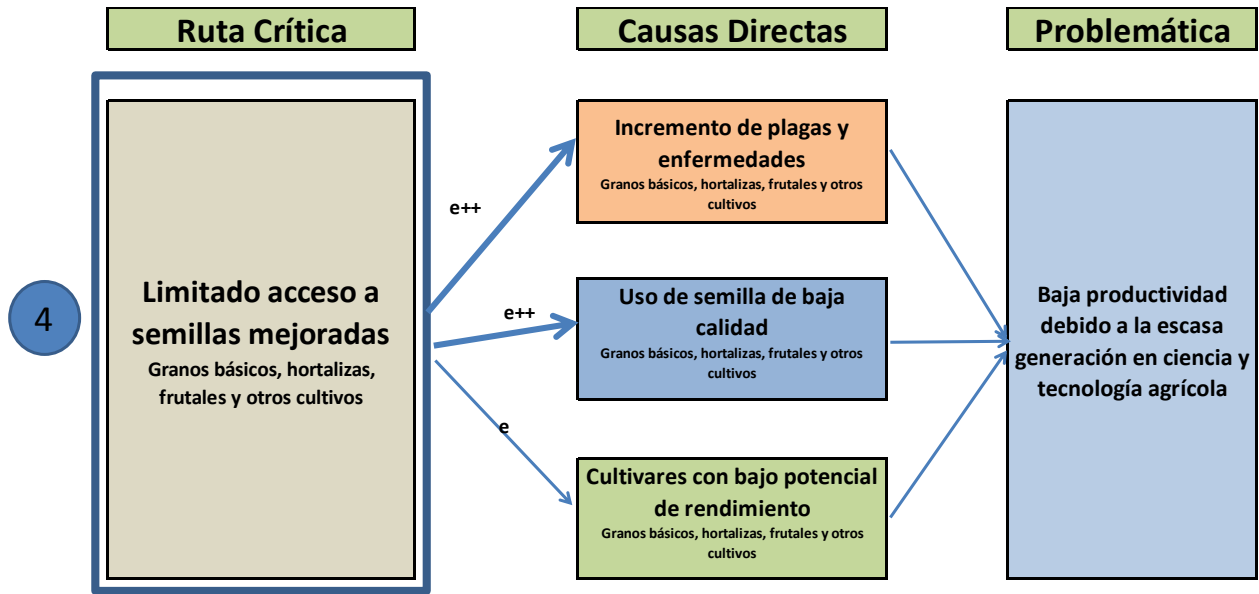 Ruta Crítica
Causas Directas
Problemática
4
Limitado acceso a
semillas mejoradas
Granos básicos, hortalizas,
frutales y otros cultivos
e++
e++
e
Incremento de plagas y
enfermedades
Granos básicos, hortalizas, frutales y otros
cultivos
Uso de semilla de baja
calidad
Granos básicos, hortalizas, frutales y otros
cultivos
Cultivares con bajo potencial
de rendimiento
Granos básicos, hortalizas, frutales y otros
cultivos
Baja productividad
debido a la escasa
generación en ciencia y
tecnología agrícola